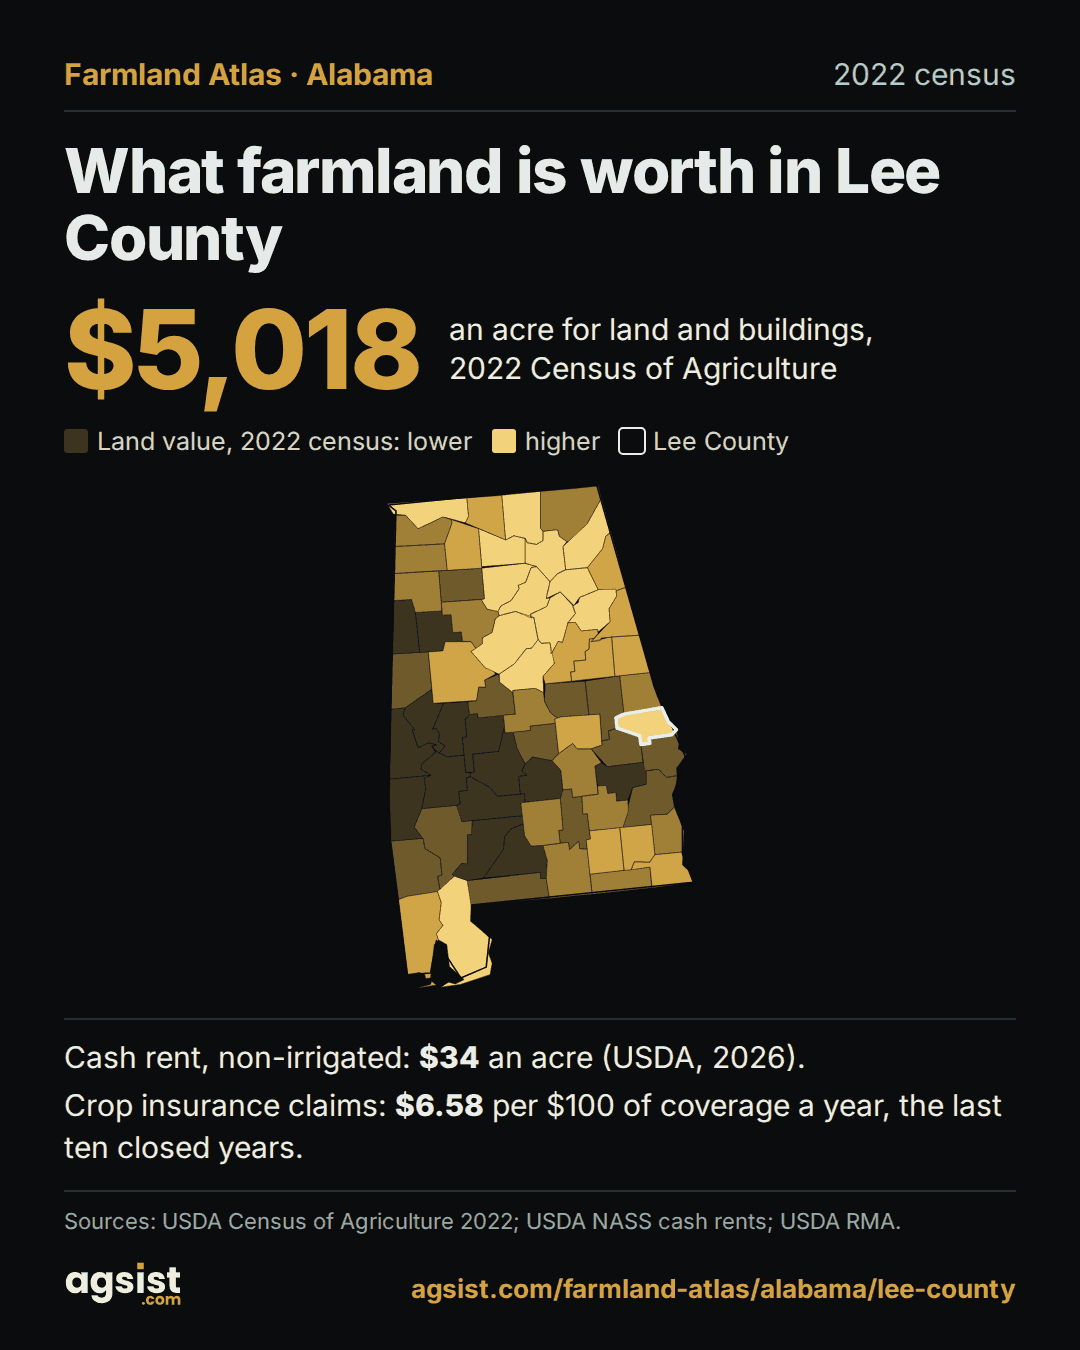 Farmland Atlas · Alabama
2022 census
What farmland is worth in Lee
County
$5,018
an acre for land and buildings,
2022 Census of Agriculture
Land value, 2022 census: lower
higher
Lee County
Cash rent, non-irrigated: $34 an acre (USDA, 2026).
Crop insurance claims: $6.58 per $100 of coverage a year, the last
ten closed years.
Sources: USDA Census of Agriculture 2022; USDA NASS cash rents; USDA RMA.
agsist
.com
agsist.com/farmland-atlas/alabama/lee-county